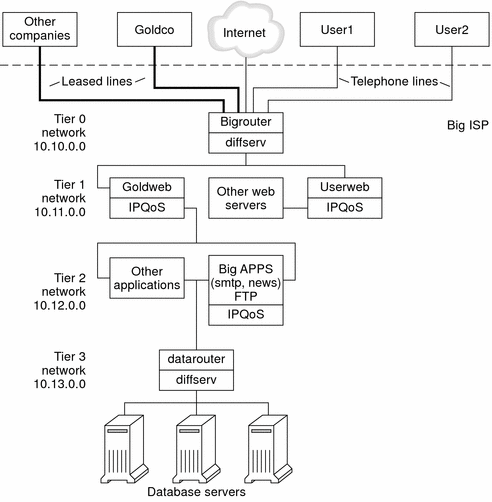 Other
companies
Goldco
Internet
User1
User2
Leased lines
Telephone lines
Tier 0
network
10.10.0.0
Bigrouter
diffserv
Big ISP
Tier 1
network
10.11.0.0
Goldweb
IPQoS
Other web
servers
Userweb
IPQoS
Tier 2
network
10.12.0.0
Other
applications
Big APPS
(smtp, news)
FTP
IPQoS
Tier 3
network
10.13.0.0
datarouter
diffserv
Database servers